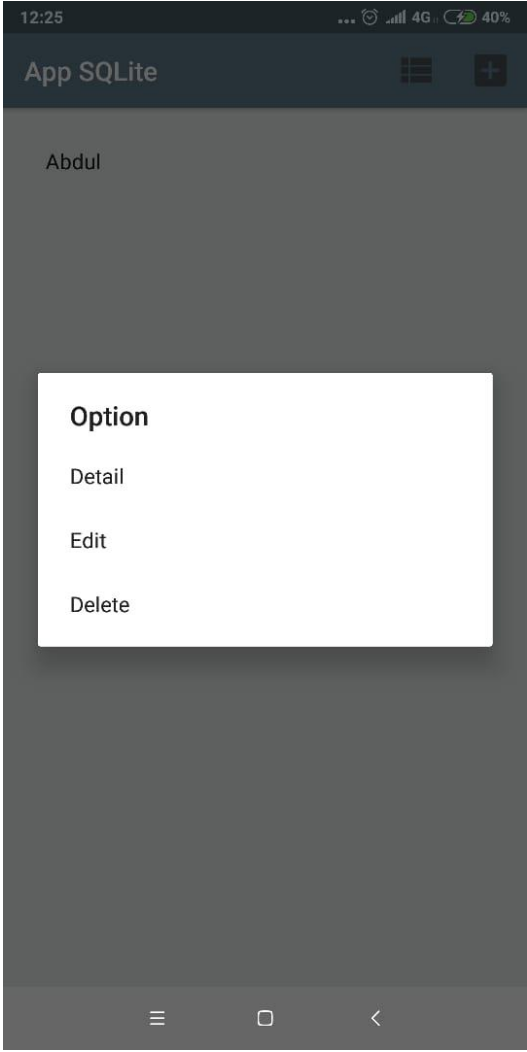 12:25 ... 4G 40%
App SQLite
Abdul
Option
Detail
Edit
Delete